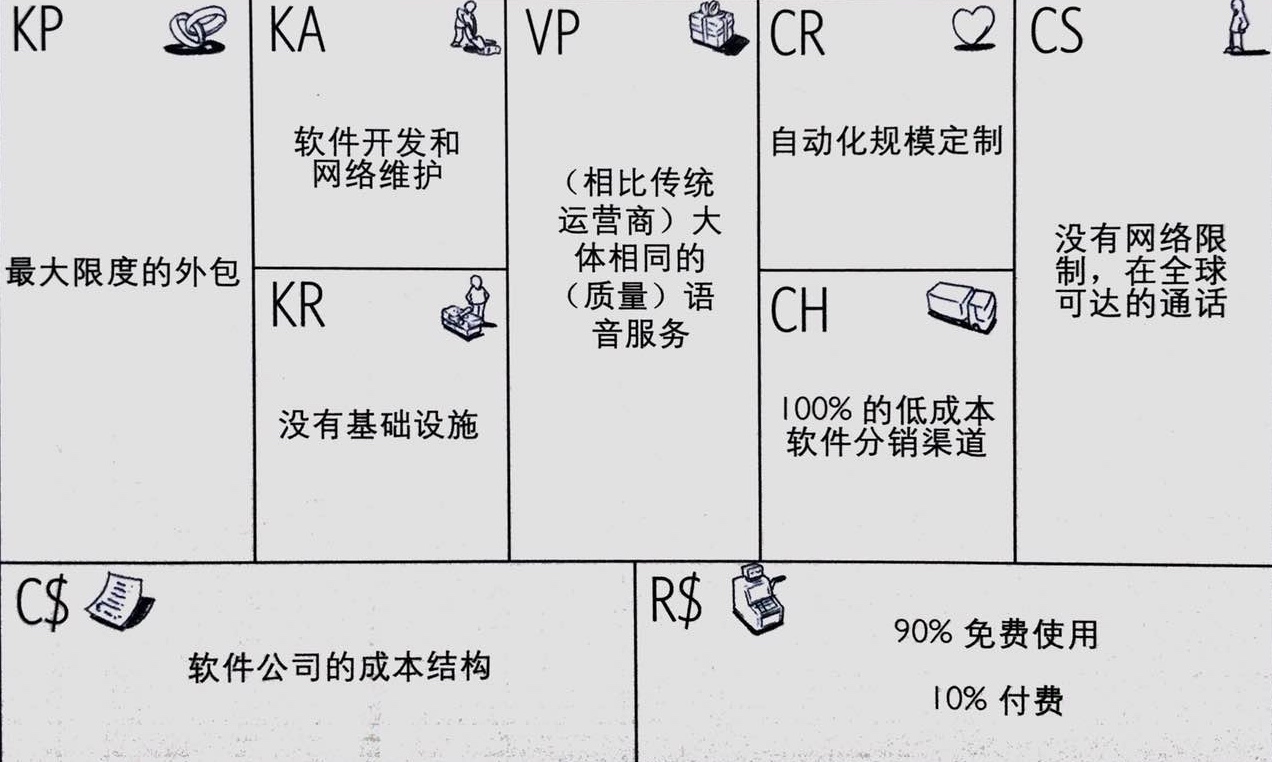 KP
最大限度的外包
KA
软件开发和
网络维护
KR
没有基础设施
VP
（相比传统
运营商）大
体相同的
（质量）语
音服务
CR
自动化规模定制
CH
100% 的低成本
软件分销渠道
CS
没有网络限
制，在全球
可达的通话
C$
软件公司的成本结构
R$
90% 免费使用
10% 付费